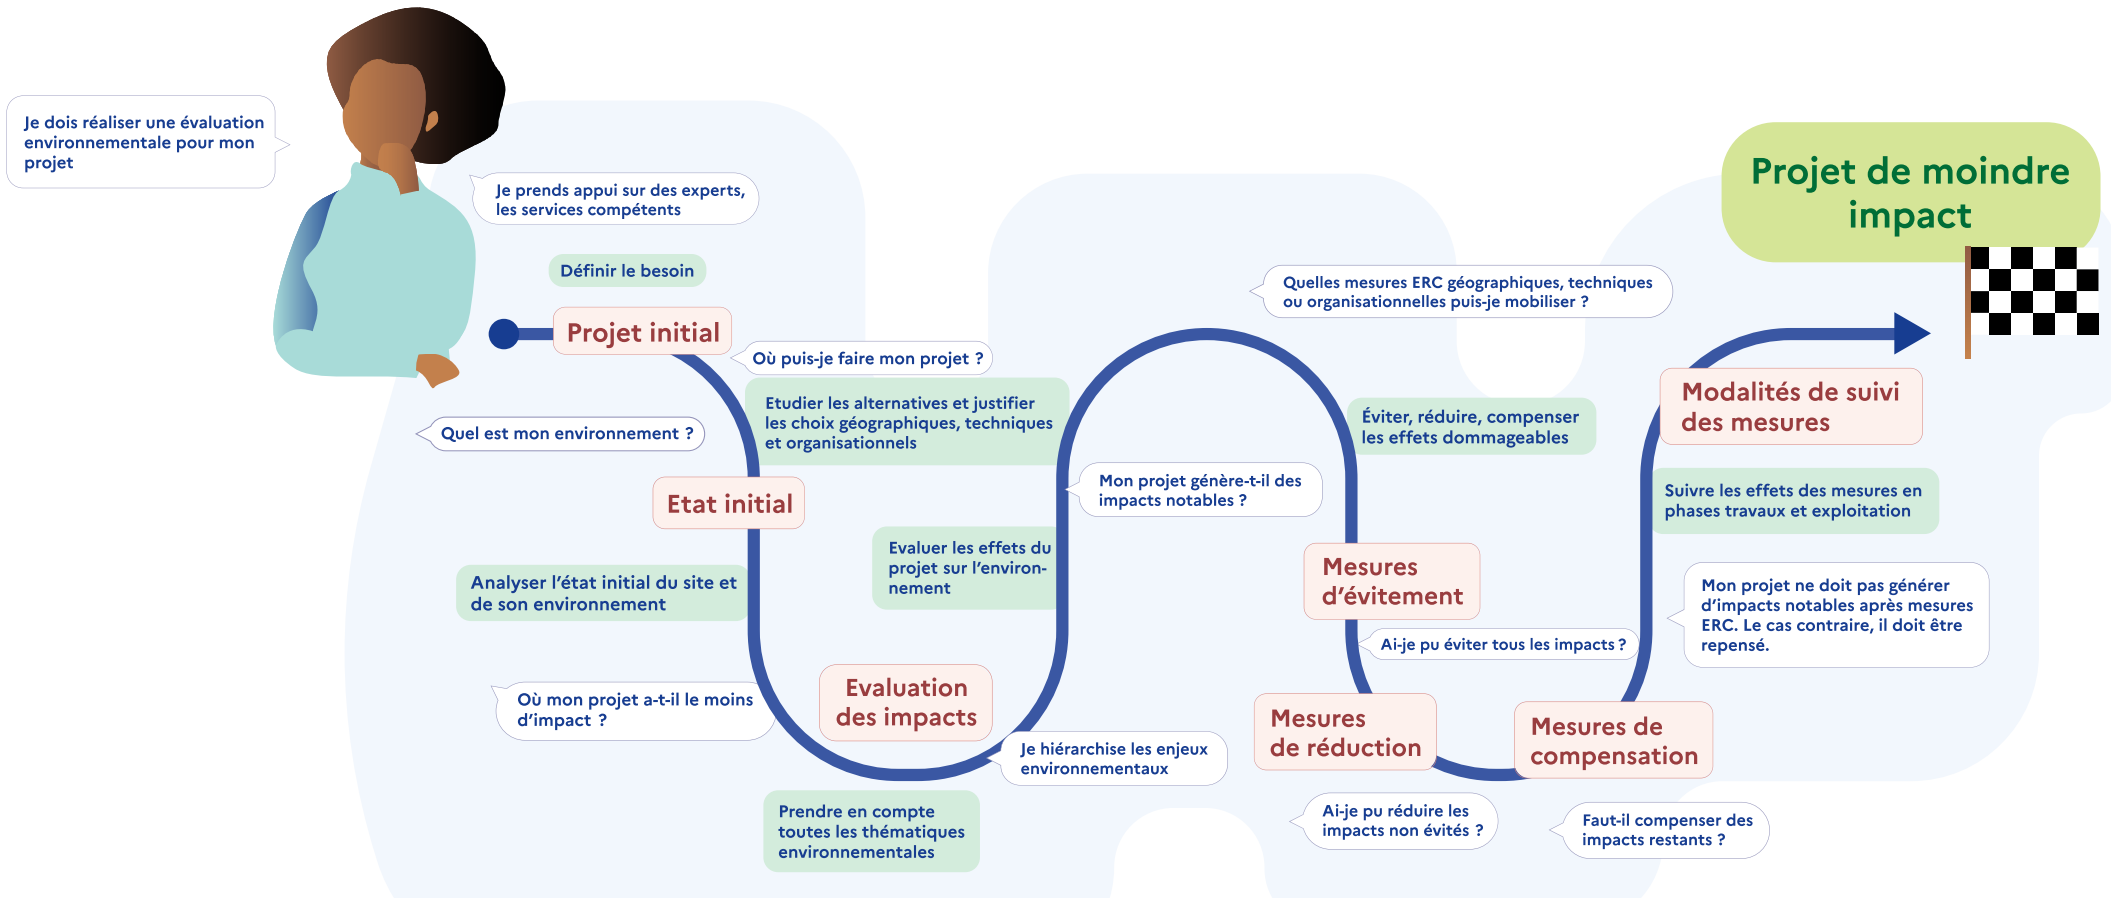 Je dois réaliser une évaluation
environnementale pour mon
projet
Je prends appui sur des experts,
les services compétents
Définir le besoin
Projet initial
Où puis-je faire mon projet ?
Etudier les alternatives et justifier
les choix géographiques, techniques
et organisationnels
Quel est mon environnement ?
Etat initial
Analyser l’état initial du site et
de son environnement
Où mon projet a-t-il le moins
d’impact ?
Evaluation
des impacts
Prendre en compte
toutes les thématiques
environnementales
Je hiérarchise les enjeux
environnementaux
Evaluer les effets du
projet sur l’environ-
nement
Mon projet génère-t-il des
impacts notables ?
Quelles mesures ERC géographiques, techniques
ou organisationnelles puis-je mobiliser ?
Éviter, réduire, compenser
les effets dommageables
Mesures
d’évitement
Ai-je pu éviter tous les impacts ?
Mesures
de réduction
Ai-je pu réduire les
impacts non évités ?
Mesures de
compensation
Faut-il compenser des
impacts restants ?
Mon projet ne doit pas générer
d’impacts notables après mesures
ERC. Le cas contraire, il doit être
repensé.
Suivre les effets des mesures en
phases travaux et exploitation
Modalités de suivi
des mesures
Projet de moindre
impact